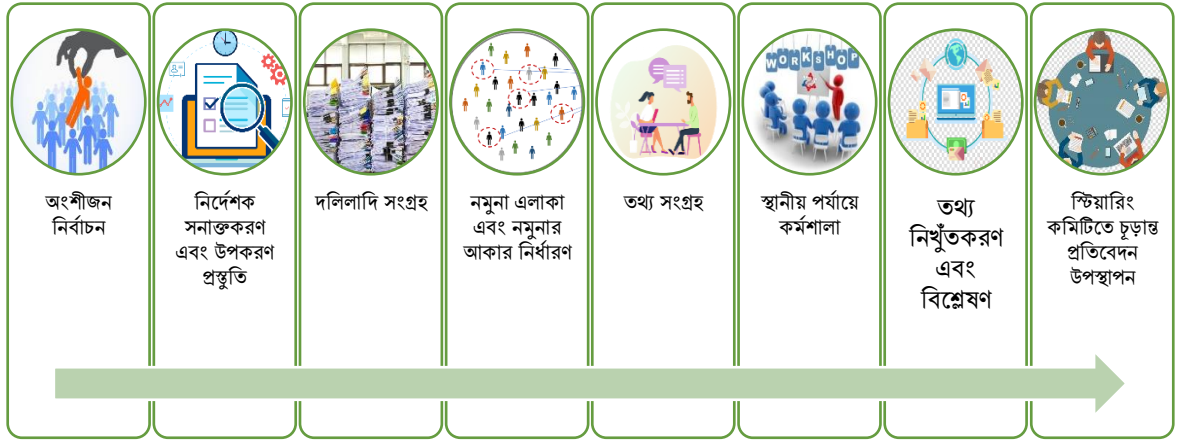 WORKSHOP
অংশীজন
নির্বাচন
নির্দেশক
সনাক্তকরণ
এবং উপকরণ
প্রস্তুতি
দলিলাদি সংগ্রহ
নমুনা এলাকা
এবং নমুনার
আকার নির্ধারণ
তথ্য সংগ্রহ
স্থানীয় পর্যায়ে
কর্মশালা
তথ্য
নিখুঁতকরণ
এবং
বিশ্লেষণ
স্টিয়ারিং
কমিটিতে চূড়ান্ত
প্রতিবেদন
উপস্থাপন